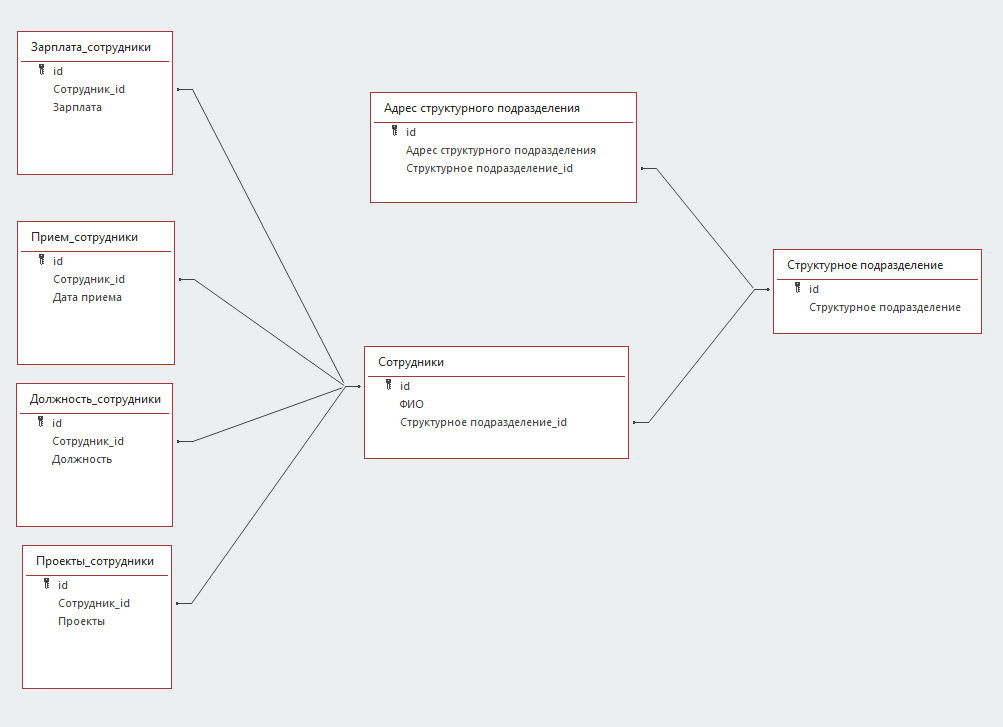 Зарплата_сотрудники
id
Сотрудник_id
Зарплата
Адрес структурного подразделения
id
Адрес структурного подразделения
Структурное подразделение_id
Прием_сотрудники
id
Сотрудник_id
Дата приема
Структурное подразделение
id
Структурное подразделение
Сотрудники
id
ФИО
Структурное подразделение_id
Должность_сотрудники
id
Сотрудник_id
Должность
Проекты_сотрудники
id
Сотрудник_id
Проекты